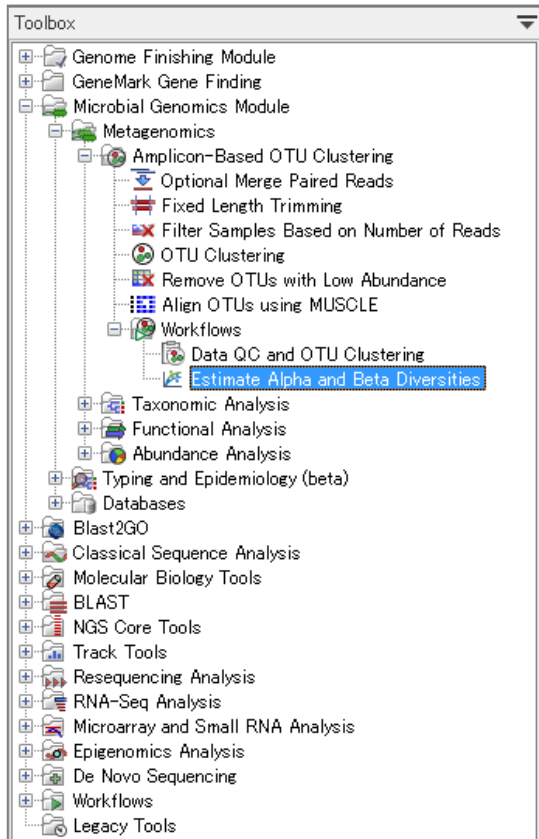 Toolbox
Genome Finishing Module
GeneMark Gene Finding
Microbial Genomics Module
Metagenomics
Amplicon-Based OTU Clustering
Optional Merge Paired Reads
Fixed Length Trimming
Filter Samples Based on Number of Reads
OTU Clustering
Remove OTUs with Low Abundance
Align OTUs using MUSCLE
Workflows
Data QC and OTU Clustering
Estimate Alpha and Beta Diversities
Taxonomic Analysis
Functional Analysis
Abundance Analysis
Typing and Epidemiology (beta)
Databases
Blast2GO
Classical Sequence Analysis
Molecular Biology Tools
BLAST
NGS Core Tools
Track Tools
Resequencing Analysis
RNA-Seq Analysis
Microarray and Small RNA Analysis
Epigenomics Analysis
De Novo Sequencing
Workflows
Legacy Tools